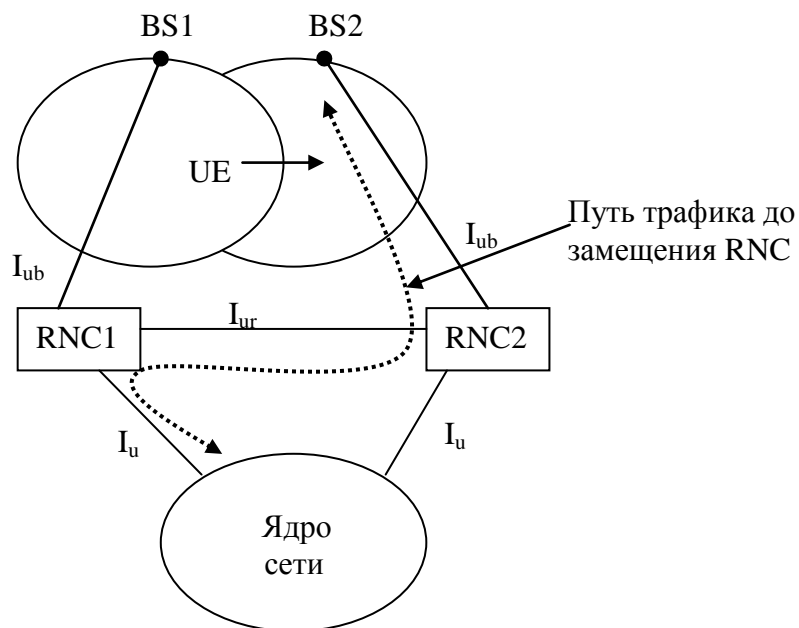 BS1
BS2
UE
Путь трафика до
замещения RNC
Iub
Iub
RNC1
Iur
RNC2
Iu
Iu
Ядро
сети